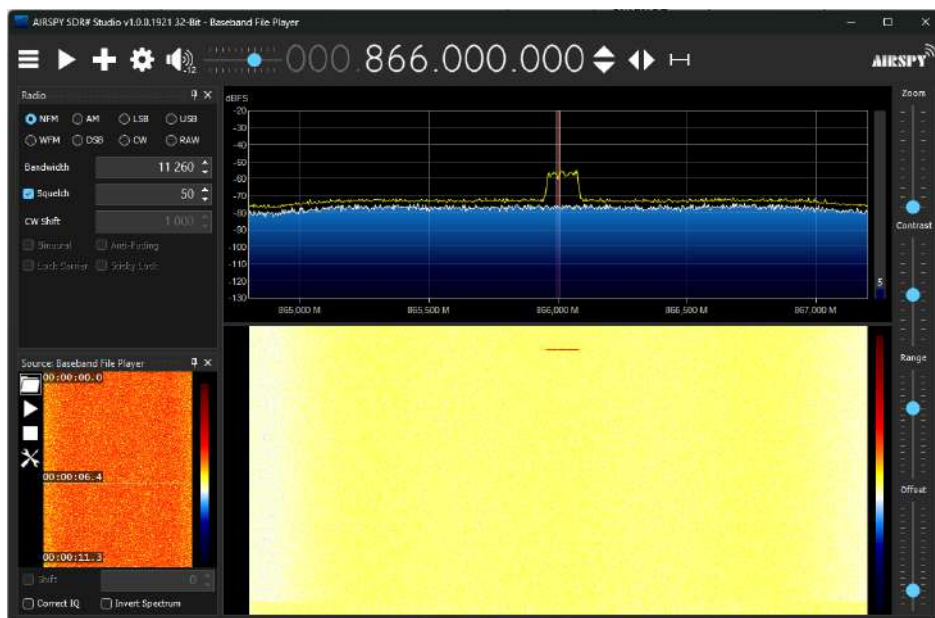 AIRSPY SDR# Studio v1.0.0.1921 32-Bit - Baseband File Player
-12
000.866.000.000
AIRSPY
Radio
NFM AM LSB USB
WFM DSB CW RAW
Bandwidth 11 260
Squelch 50
CW Shift 1 000
Binaural Anti-Fading
Lock Carrier Sticky Lock
Source: Baseband File Player
00:00:00.0
00:00:06.4
00:00:11.3
Shift 0
Correct IQ Invert Spectrum
dBFS
-20
-30
-40
-50
-60
-70
-80
-90
-100
-110
-120
-130
865,000 M 865,500 M 866,000 M 866,500 M 867,000 M
5
Zoom
Contrast
Range
Offset